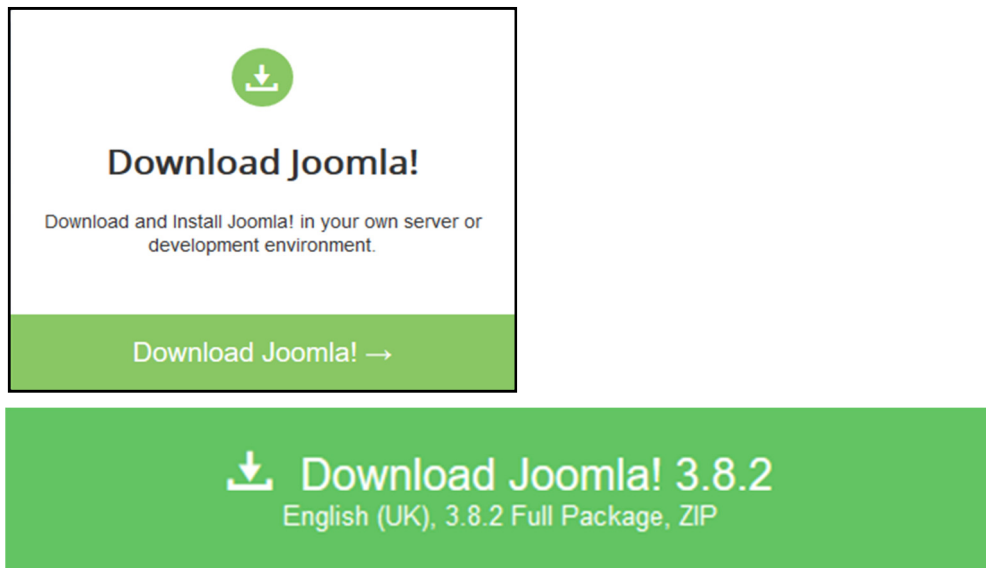 Download Joomla!
Download and Install Joomla! in your own server or
development environment.
Download Joomla! →
Download Joomla! 3.8.2
English (UK), 3.8.2 Full Package, ZIP